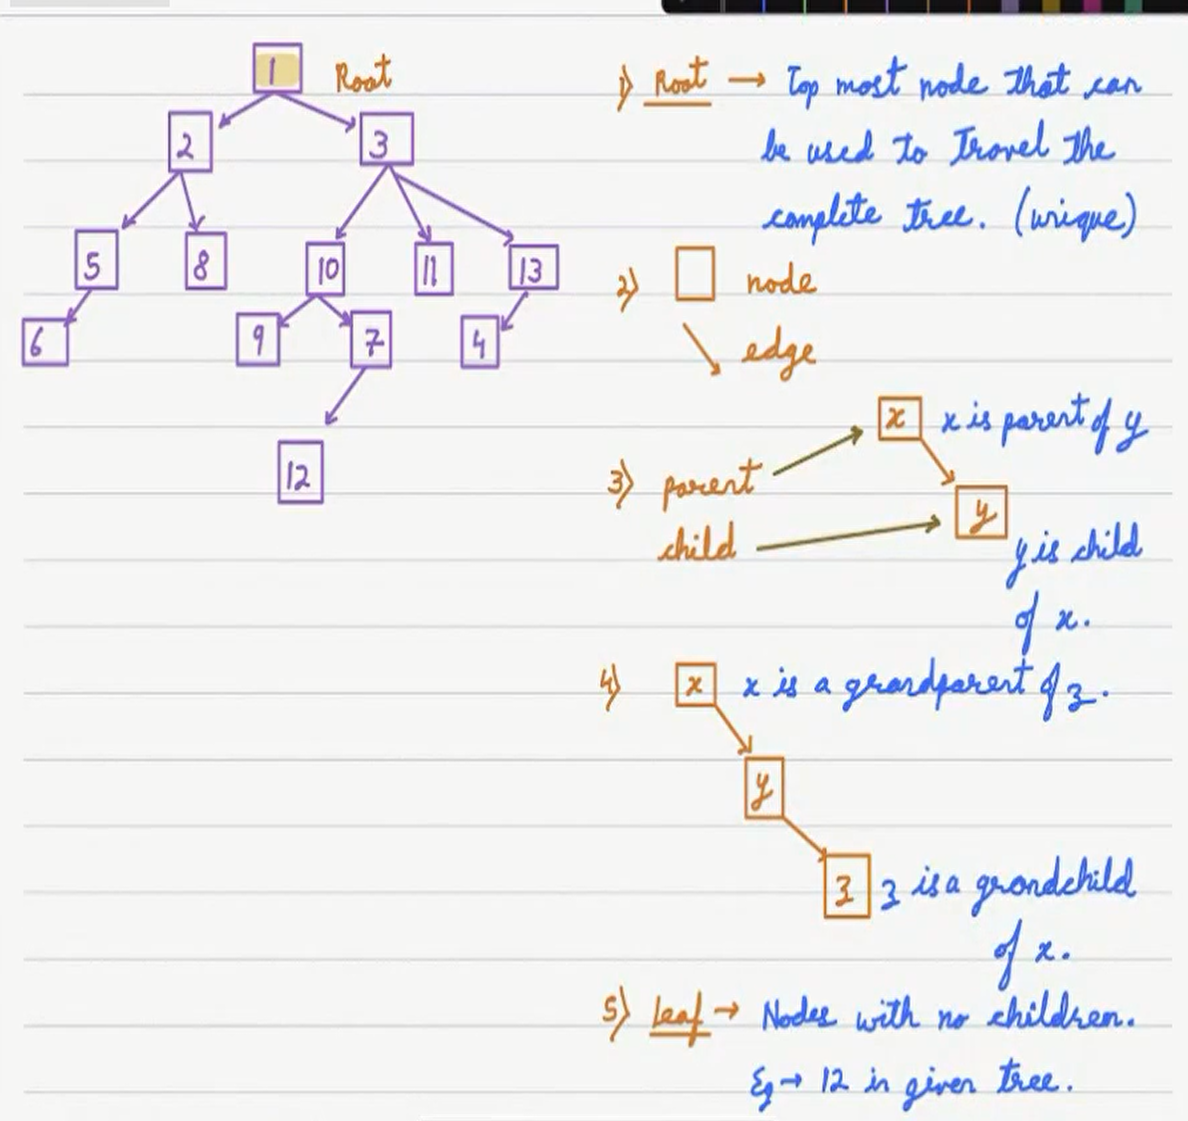 1 Root
2 3
5 8 10 11 13
6 9 7 4
12
1) Root → Top most node that can
be used to travel the
complete tree. (unique)
2) node
edge
x x is parent of y
3) parent
y
child
y is child
of x.
4) x x is a grandparent of z.
y
z z is a grandchild
of x.
5) Leaf → Nodes with no children.
Eg → 12 in given tree.